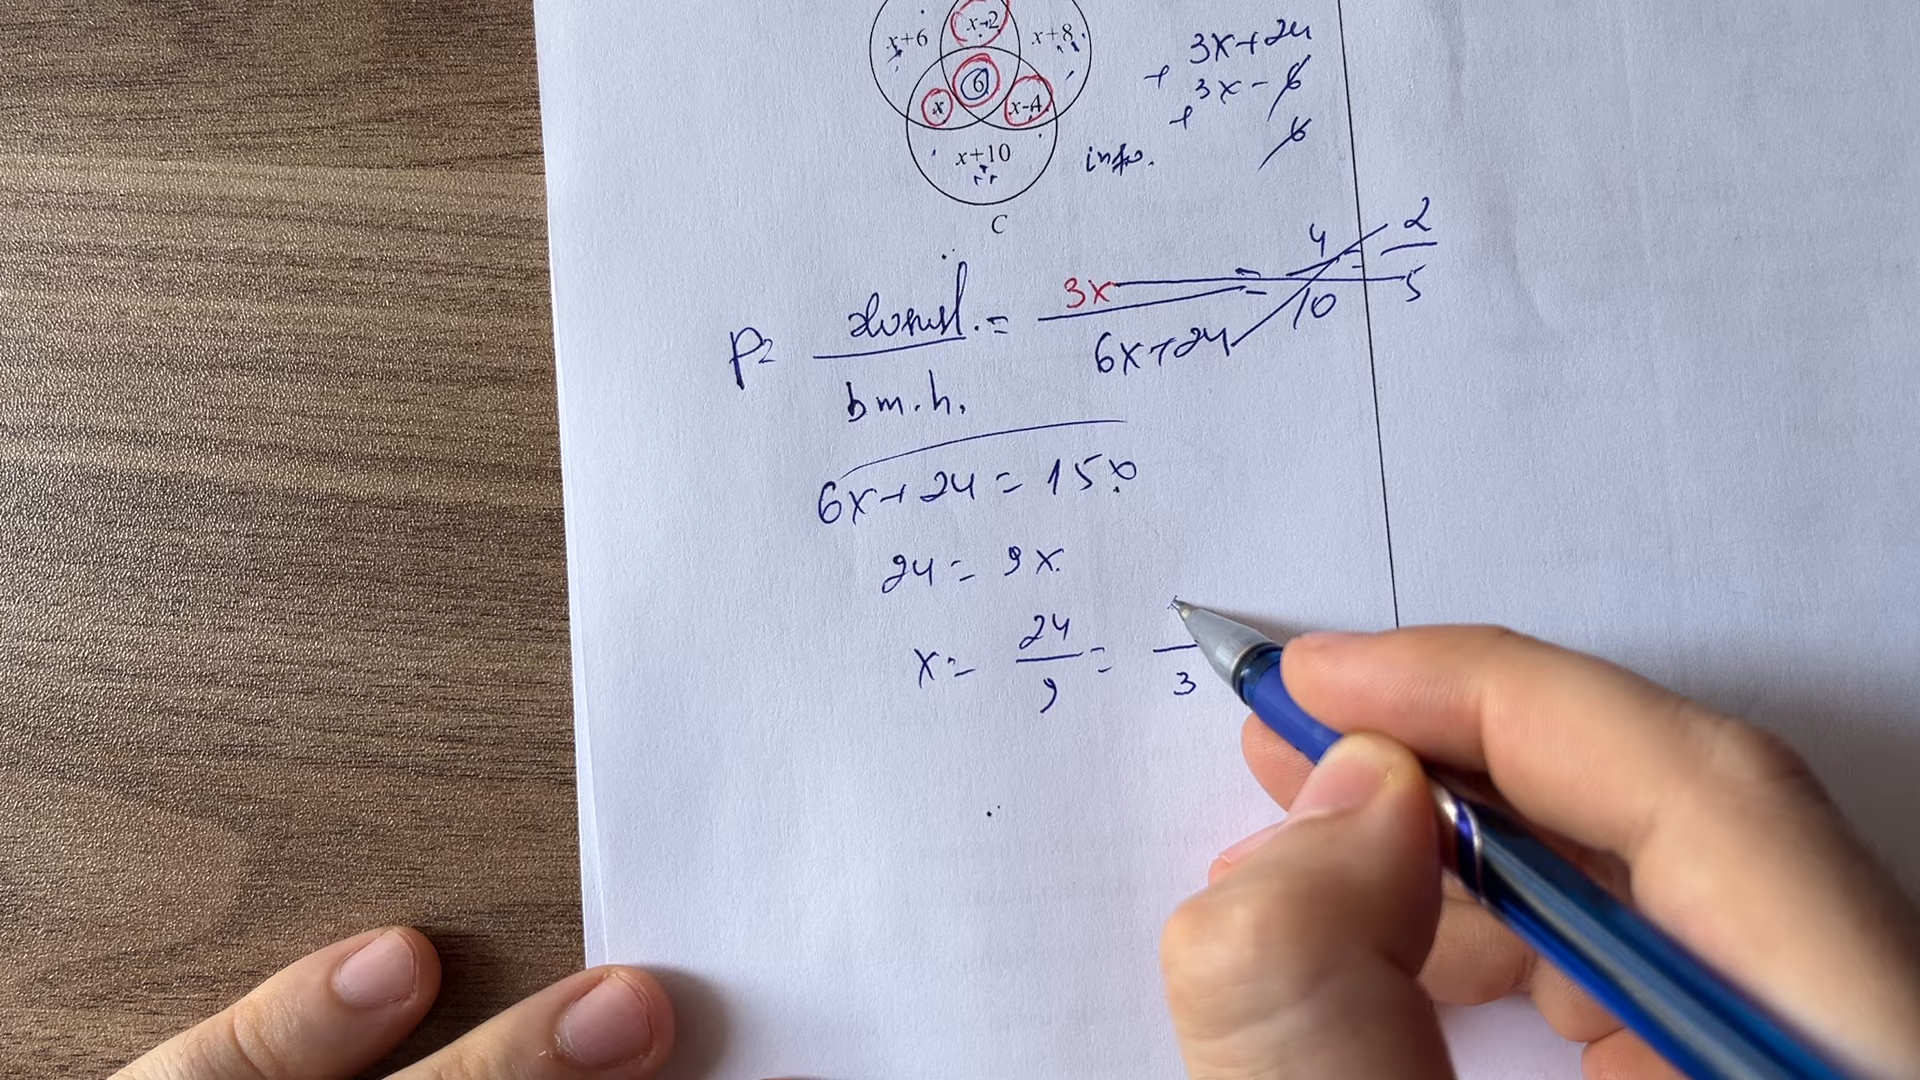 x+6 x-2 x+8
6
x x-4
x+10
C
3x+24
+ 3x - 6
+ 6
info.
P=
= 3x / 6x+24 = 4 / 10 = 2 / 5
b m. h.
6x+24 = 15x
24 = 9x
x = 24 / 9 = / 3